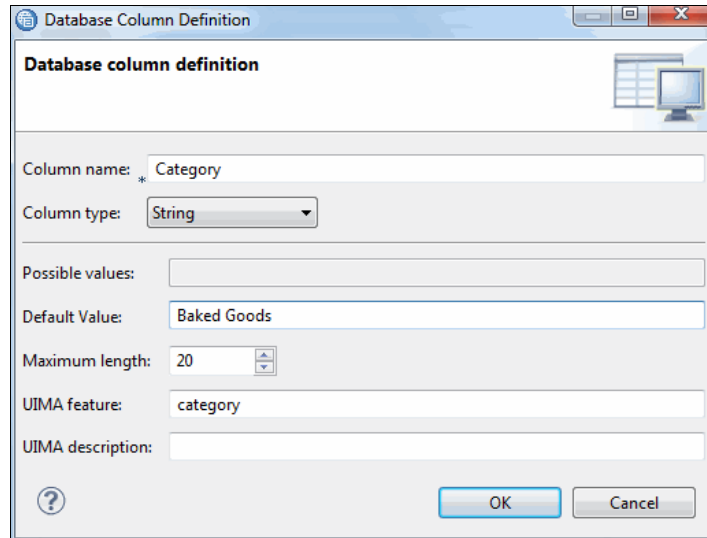 Database Column Definition
Database column definition
Column name: * Category
Column type: String
Possible values:
Default Value: Baked Goods
Maximum length: 20
UIMA feature: category
UIMA description:
? OK Cancel